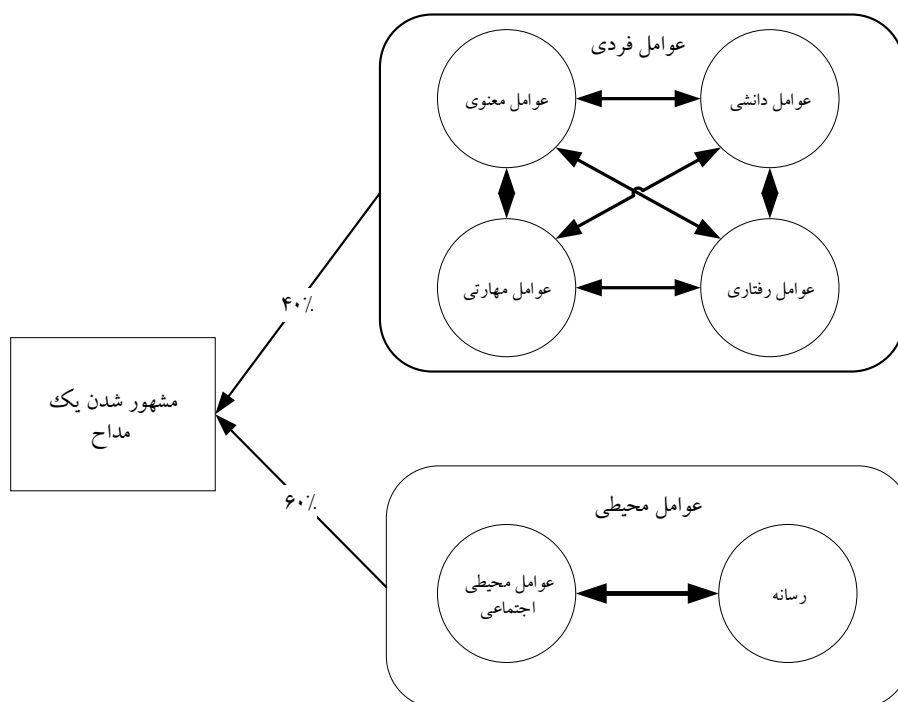 عوامل فردی
عوامل دانشی
عوامل معنوی
عوامل رفتاری
عوامل مهارتی
۴۰٪
مشهور شدن یک
مداح
۶۰٪
عوامل محیطی
رسانه
عوامل محیطی
اجتماعی